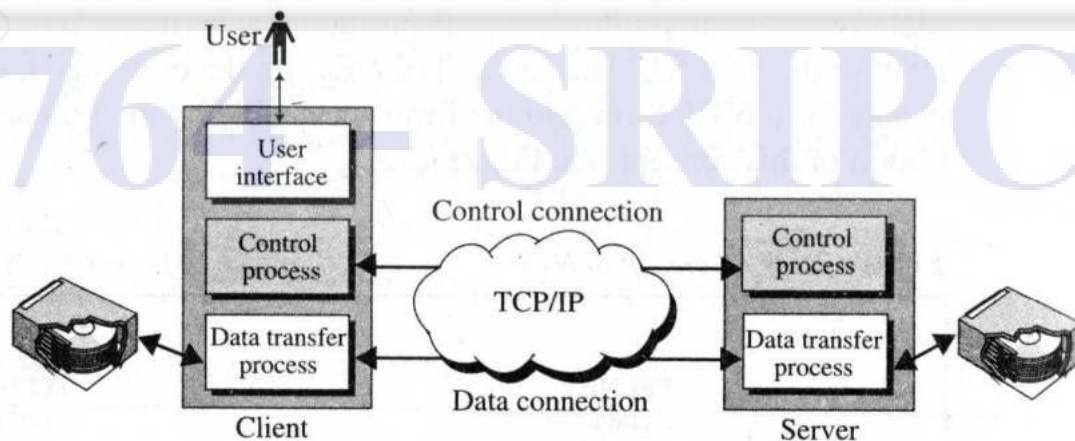 User
764 - SRIPC
User
interface
Control connection
Control
process
Control
process
TCP/IP
Data transfer
process
Data transfer
process
Data connection
Client
Server